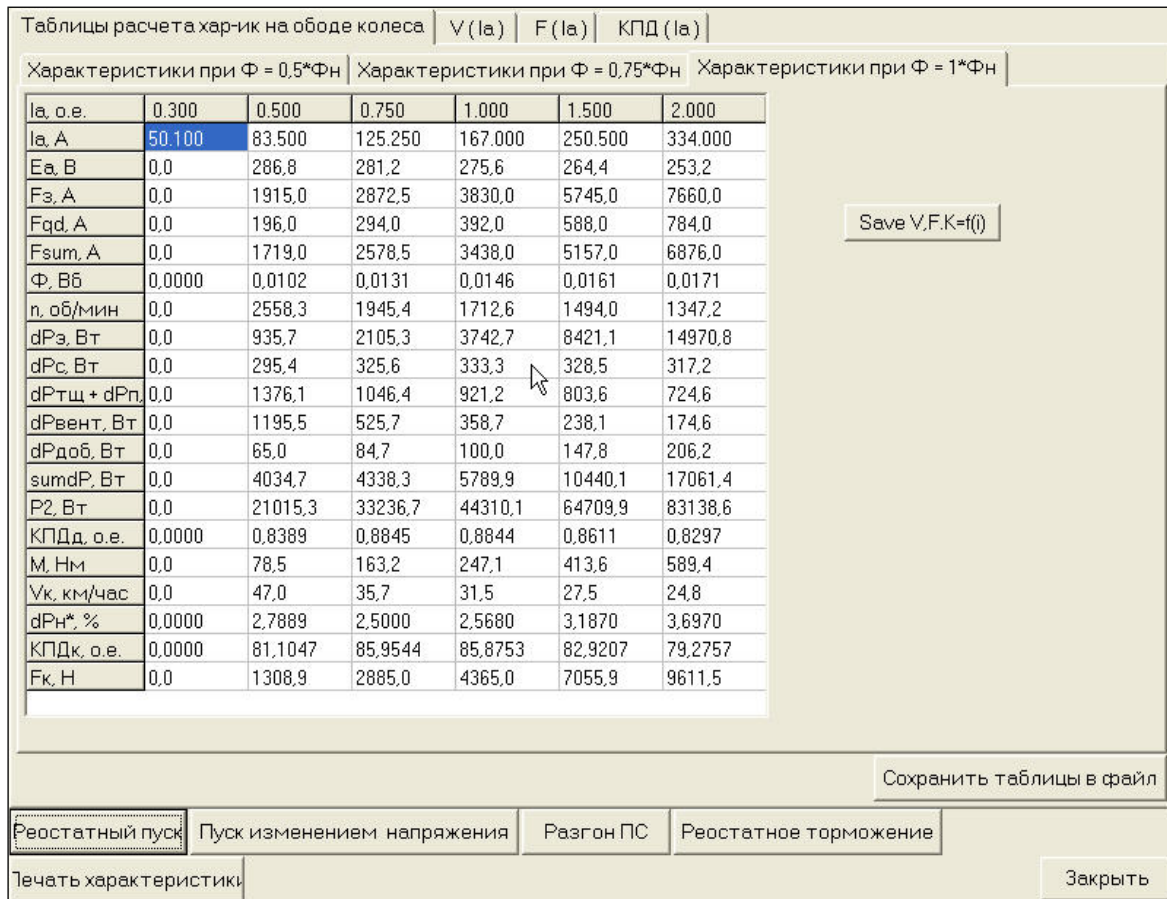 Таблицы расчета хар-ик на ободе колеса V (Ia) F (Ia) КПД (Ia)
Характеристики при Ф = 0,5*Фн Характеристики при Ф = 0,75*Фн Характеристики при Ф = 1*Фн
Ia, о.е. 0.300 0.500 0.750 1.000 1.500 2.000
Ia, А 50.100 83.500 125.250 167.000 250.500 334.000
Ea, В 0,0 286,8 281,2 275,6 264,4 253,2
Fз, А 0,0 1915,0 2872,5 3830,0 5745,0 7660,0
Fqd, А 0,0 196,0 294,0 392,0 588,0 784,0
Save V,F.K=f(i)
Fsum, А 0,0 1719,0 2578,5 3438,0 5157,0 6876,0
Ф, Вб 0,0000 0,0102 0,0131 0,0146 0,0161 0,0171
n, об/мин 0,0 2558,3 1945,4 1712,6 1494,0 1347,2
dPэ, Вт 0,0 935,7 2105,3 3742,7 8421,1 14970,8
dPс, Вт 0,0 295,4 325,6 333,3 328,5 317,2
dPтщ + dPп, 0,0 1376,1 1046,4 921,2 803,6 724,6
dPвент, Вт 0,0 1195,5 525,7 358,7 238,1 174,6
dPдоб, Вт 0,0 65,0 84,7 100,0 147,8 206,2
sumdP, Вт 0,0 4034,7 4338,3 5789,9 10440,1 17061,4
P2, Вт 0,0 21015,3 33236,7 44310,1 64709,9 83138,6
КПДд, о.е. 0,0000 0,8389 0,8845 0,8844 0,8611 0,8297
М, Нм 0,0 78,5 163,2 247,1 413,6 589,4
Vк, км/час 0,0 47,0 35,7 31,5 27,5 24,8
dPн*, % 0,0000 2,7889 2,5000 2,5680 3,1870 3,6970
КПДк, о.е. 0,0000 81,1047 85,9544 85,8753 82,9207 79,2757
Fк, Н 0,0 1308,9 2885,0 4365,0 7055,9 9611,5
Сохранить таблицы в файл
Реостатный пуск Пуск изменением напряжения Разгон ПС Реостатное торможение
Печать характеристики Закрыть